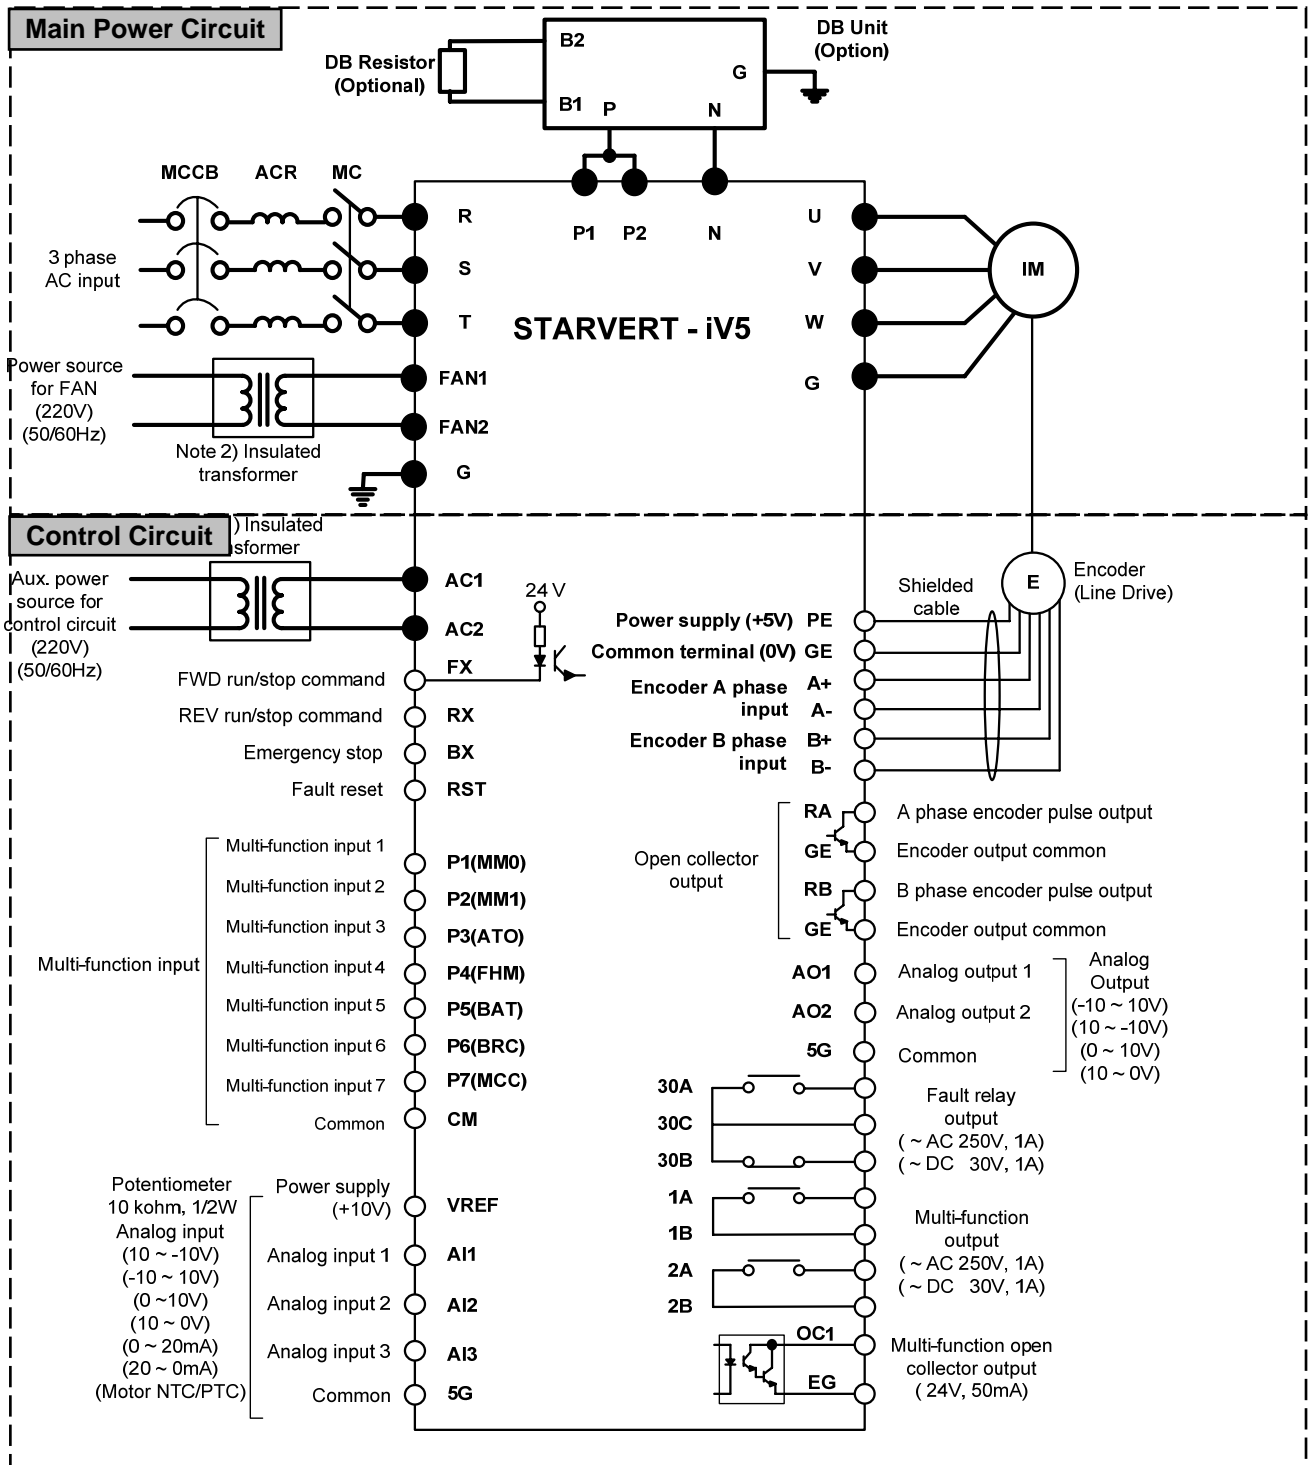 Main Power Circuit
DB Unit
(Option)
DB Resistor
(Optional)
B2
B1
P
N
G
MCCB
ACR
MC
3 phase
AC input
R
S
T
P1
P2
N
U
V
W
G
IM
STARVERT - iV5
Power source
for FAN
(220V)
(50/60Hz)
Note 2) Insulated
transformer
FAN1
FAN2
G
Control Circuit
) Insulated
sformer
Aux. power
source for
control circuit
(220V)
(50/60Hz)
AC1
AC2
24 V
FWD run/stop command
FX
REV run/stop command
RX
Emergency stop
BX
Fault reset
RST
Multi-function input
Multi-function input 1
P1(MM0)
Multi-function input 2
P2(MM1)
Multi-function input 3
P3(ATO)
Multi-function input 4
P4(FHM)
Multi-function input 5
P5(BAT)
Multi-function input 6
P6(BRC)
Multi-function input 7
P7(MCC)
Common
CM
Potentiometer
10 kohm, 1/2W
Analog input
(10 ~ -10V)
(-10 ~ 10V)
(0 ~10V)
(10 ~ 0V)
(0 ~ 20mA)
(20 ~ 0mA)
(Motor NTC/PTC)
Power supply
(+10V)
VREF
Analog input 1
AI1
Analog input 2
AI2
Analog input 3
AI3
Common
5G
E
Encoder
(Line Drive)
Shielded
cable
Power supply (+5V) PE
Common terminal (0V) GE
Encoder A phase
input
A+
A-
Encoder B phase
input
B+
B-
Open collector
output
RA
A phase encoder pulse output
GE
Encoder output common
RB
B phase encoder pulse output
GE
Encoder output common
AO1
Analog output 1
AO2
Analog output 2
5G
Common
Analog
Output
(-10 ~ 10V)
(10 ~ -10V)
(0 ~ 10V)
(10 ~ 0V)
30A
30C
30B
Fault relay
output
( ~ AC 250V, 1A)
( ~ DC 30V, 1A)
1A
1B
2A
2B
Multi-function
output
( ~ AC 250V, 1A)
( ~ DC 30V, 1A)
OC1
EG
Multi-function open
collector output
( 24V, 50mA)